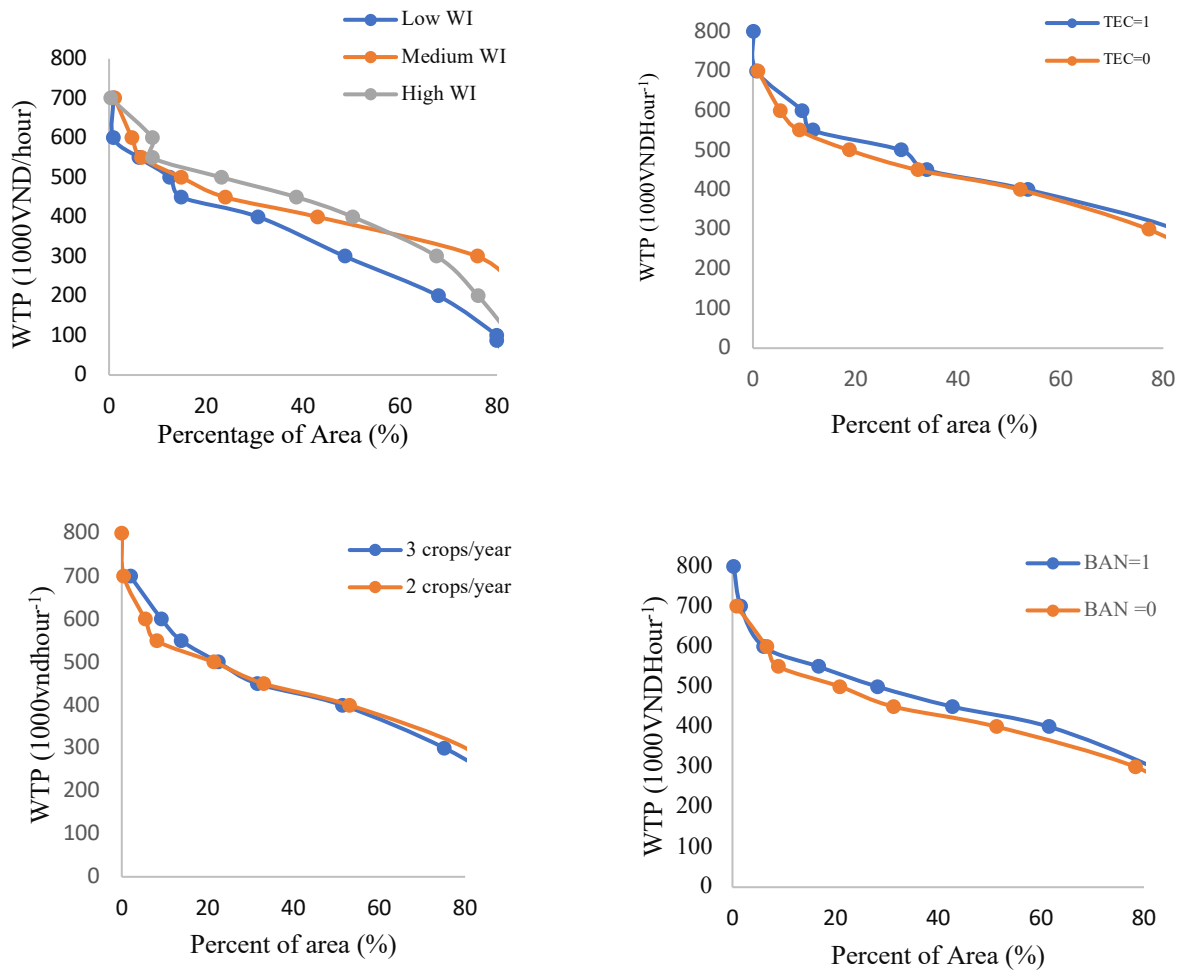 Low WI
Medium WI
High WI
WTP (1000VND/hour)
800
700
600
500
400
300
200
100
0
0 20 40 60 80
Percentage of Area (%)
TEC=1
TEC=0
WTP (1000VNDHour-1)
800
700
600
500
400
300
200
100
0
0 20 40 60 80
Percent of area (%)
3 crops/year
2 crops/year
WTP (1000vndhour-1)
800
700
600
500
400
300
200
100
0
0 20 40 60 80
Percent of area (%)
BAN=1
BAN =0
WTP (1000VNDHour-1)
800
700
600
500
400
300
200
100
0
0 20 40 60 80
Percent of Area (%)